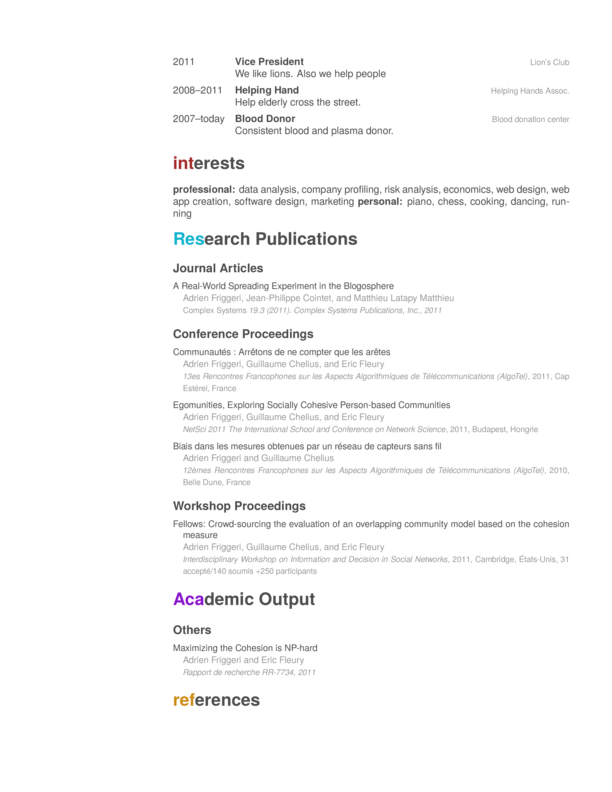 2011 Vice President Lion's Club
We like lions. Also we help people
2008–2011 Helping Hand Helping Hands Assoc.
Help elderly cross the street.
2007–today Blood Donor Blood donation center
Consistent blood and plasma donor.
interests
professional: data analysis, company profiling, risk analysis, economics, web design, web
app creation, software design, marketing personal: piano, chess, cooking, dancing, run-
ning
Research Publications
Journal Articles
A Real-World Spreading Experiment in the Blogosphere
Adrien Friggeri, Jean-Philippe Cointet, and Matthieu Latapy Matthieu
Complex Systems 19.3 (2011). Complex Systems Publications, Inc., 2011
Conference Proceedings
Communautés : Arrêtons de ne compter que les arêtes
Adrien Friggeri, Guillaume Chelius, and Eric Fleury
13es Rencontres Francophones sur les Aspects Algorithmiques de Télécommunications (AlgoTel), 2011, Cap
Estérel, France
Egomunities, Exploring Socially Cohesive Person-based Communities
Adrien Friggeri, Guillaume Chelius, and Eric Fleury
NetSci 2011 The International School and Conference on Network Science, 2011, Budapest, Hongrie
Biais dans les mesures obtenues par un réseau de capteurs sans fil
Adrien Friggeri and Guillaume Chelius
12èmes Rencontres Francophones sur les Aspects Algorithmiques de Télécommunications (AlgoTel), 2010,
Belle Dune, France
Workshop Proceedings
Fellows: Crowd-sourcing the evaluation of an overlapping community model based on the cohesion
measure
Adrien Friggeri, Guillaume Chelius, and Eric Fleury
Interdisciplinary Workshop on Information and Decision in Social Networks, 2011, Cambridge, États-Unis, 31
accepté/140 soumis +250 participants
Academic Output
Others
Maximizing the Cohesion is NP-hard
Adrien Friggeri and Eric Fleury
Rapport de recherche RR-7734, 2011
references